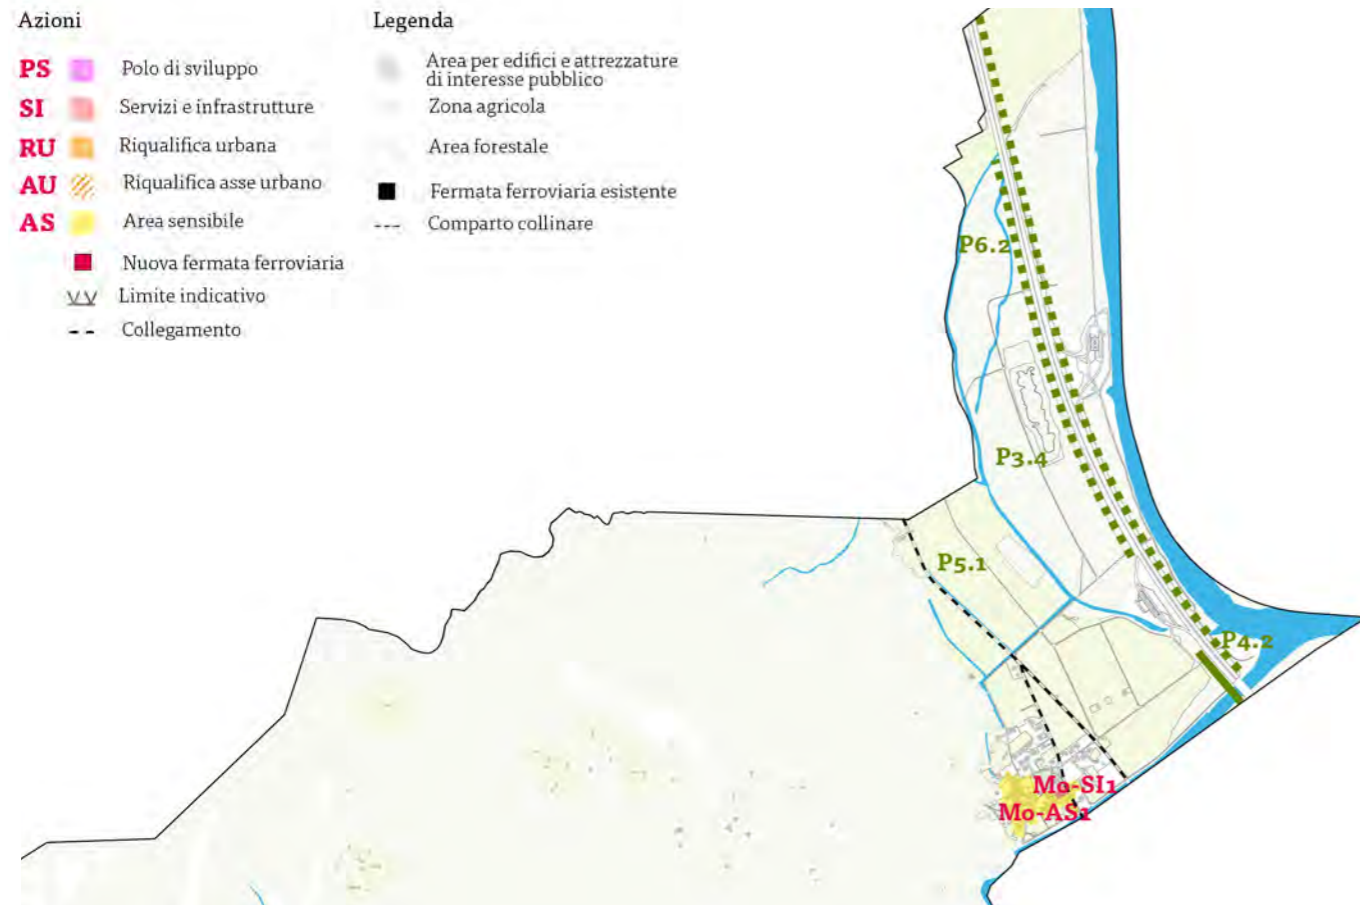 Azioni
PS Polo di sviluppo
SI Servizi e infrastrutture
RU Riqualifica urbana
AU Riqualifica asse urbano
AS Area sensibile
Nuova fermata ferroviaria
Limite indicativo
Collegamento
Legenda
Area per edifici e attrezzature
di interesse pubblico
Zona agricola
Area forestale
Fermata ferroviaria esistente
Comparto collinare
P6.2
P3.4
P5.1
P4.2
Mo-SI1
Mo-AS1